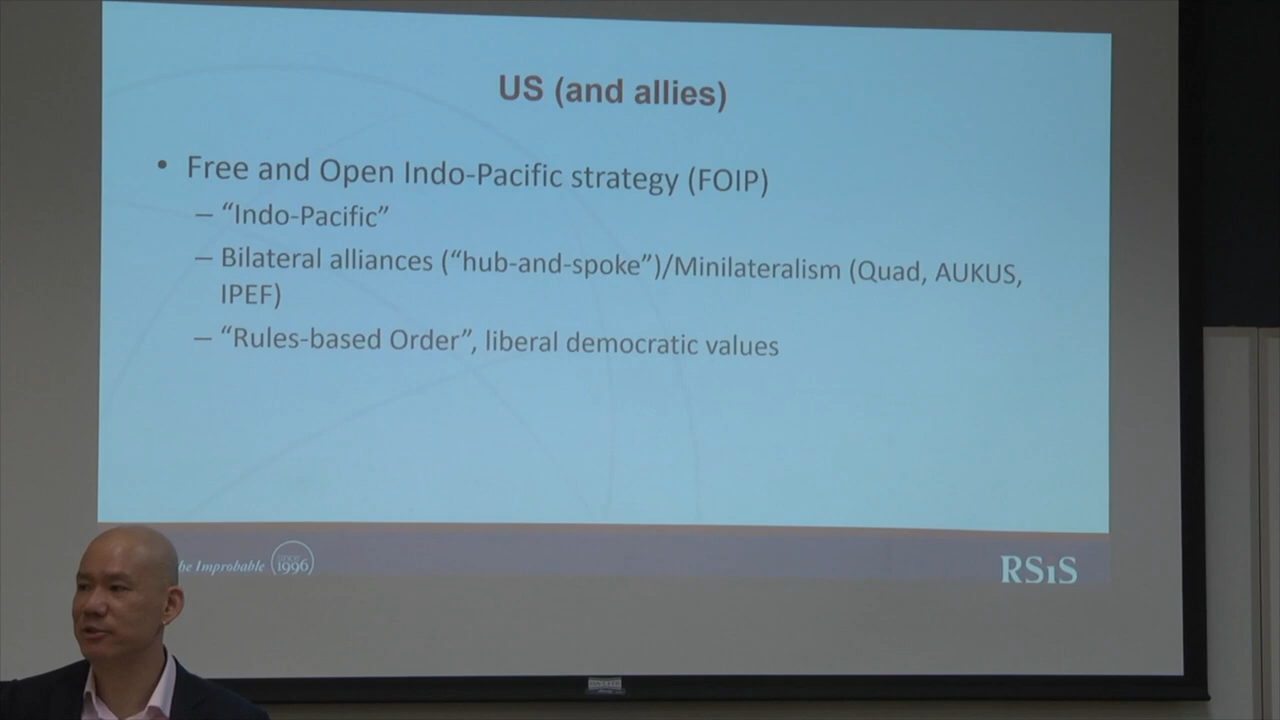 US (and allies)
• Free and Open Indo-Pacific strategy (FOIP)
– “Indo-Pacific”
– Bilateral alliances (“hub-and-spoke”)/Minilateralism (Quad, AUKUS,
IPEF)
– “Rules-based Order”, liberal democratic values
be Improbable
since
1996
RSiS